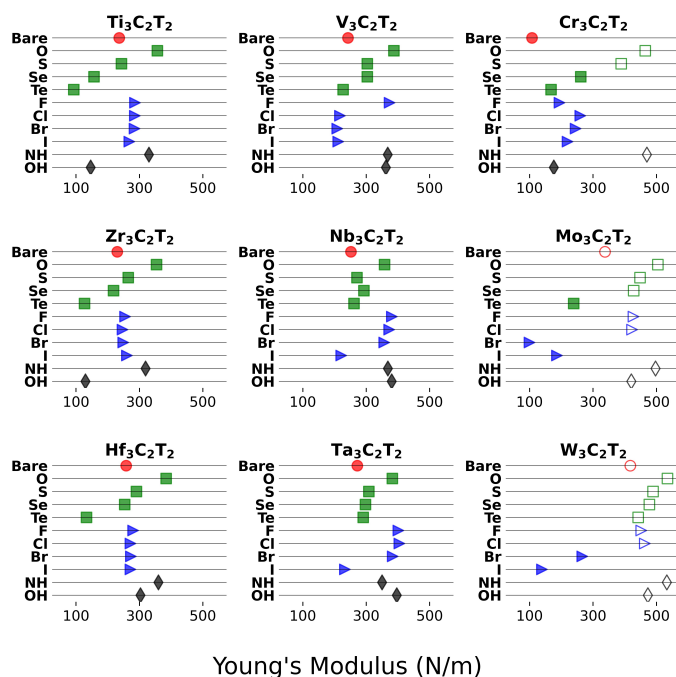 Ti₃C₂T₂
Bare
O
S
Se
Te
F
Cl
Br
I
NH
OH
100 300 500
V₃C₂T₂
Bare
O
S
Se
Te
F
Cl
Br
I
NH
OH
100 300 500
Cr₃C₂T₂
Bare
O
S
Se
Te
F
Cl
Br
I
NH
OH
100 300 500
Zr₃C₂T₂
Bare
O
S
Se
Te
F
Cl
Br
I
NH
OH
100 300 500
Nb₃C₂T₂
Bare
O
S
Se
Te
F
Cl
Br
I
NH
OH
100 300 500
Mo₃C₂T₂
Bare
O
S
Se
Te
F
Cl
Br
I
NH
OH
100 300 500
Hf₃C₂T₂
Bare
O
S
Se
Te
F
Cl
Br
I
NH
OH
100 300 500
Ta₃C₂T₂
Bare
O
S
Se
Te
F
Cl
Br
I
NH
OH
100 300 500
W₃C₂T₂
Bare
O
S
Se
Te
F
Cl
Br
I
NH
OH
100 300 500
Young's Modulus (N/m)